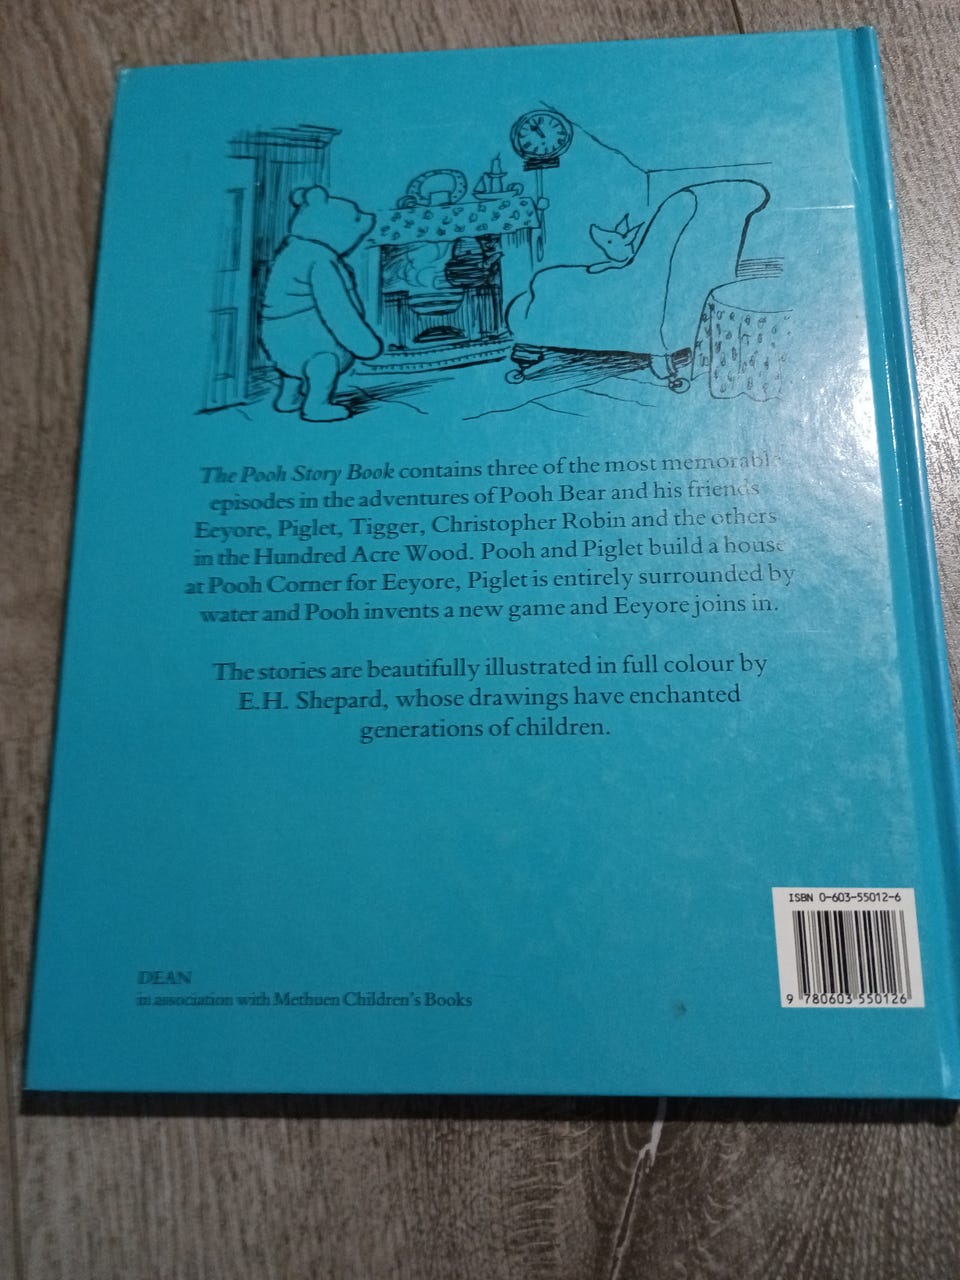 The Pooh Story Book contains three of the most memorable
episodes in the adventures of Pooh Bear and his friends
Eeyore, Piglet, Tigger, Christopher Robin and the others
in the Hundred Acre Wood. Pooh and Piglet build a house
at Pooh Corner for Eeyore, Piglet is entirely surrounded by
water and Pooh invents a new game and Eeyore joins in.
The stories are beautifully illustrated in full colour by
E.H. Shepard, whose drawings have enchanted
generations of children.
ISBN 0-603-55012-6
9 780603 550126
DEAN
in association with Methuen Children's Books